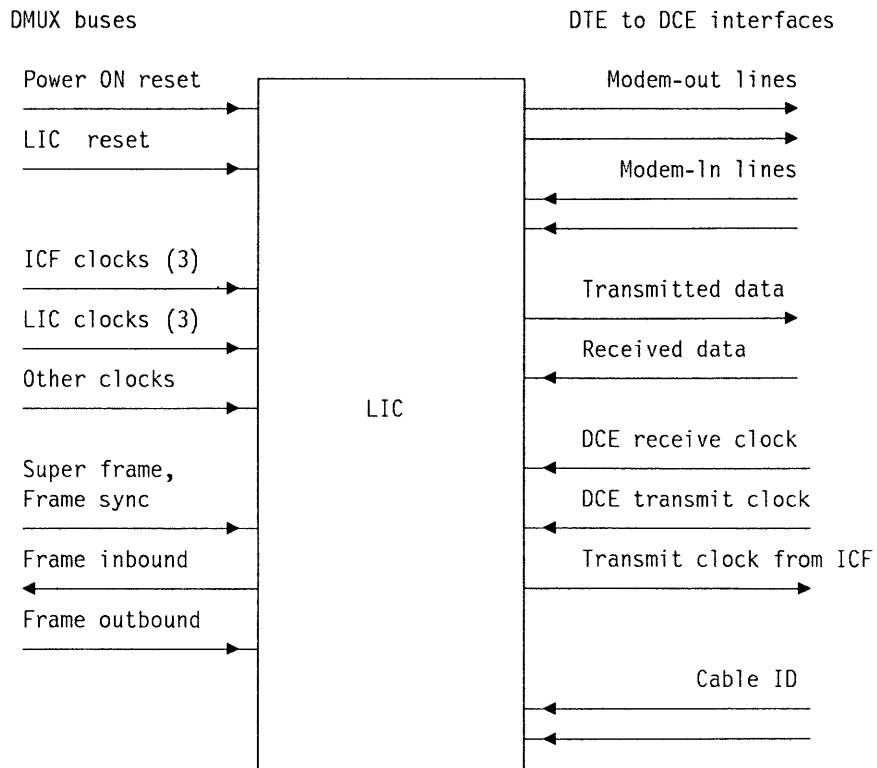 DMUX buses
DTE to DCE interfaces
Power ON reset
LIC reset
ICF clocks (3)
LIC clocks (3)
Other clocks
Super frame,
Frame sync
Frame inbound
Frame outbound
LIC
Modem-out lines
Modem-In lines
Transmitted data
Received data
DCE receive clock
DCE transmit clock
Transmit clock from ICF
Cable ID